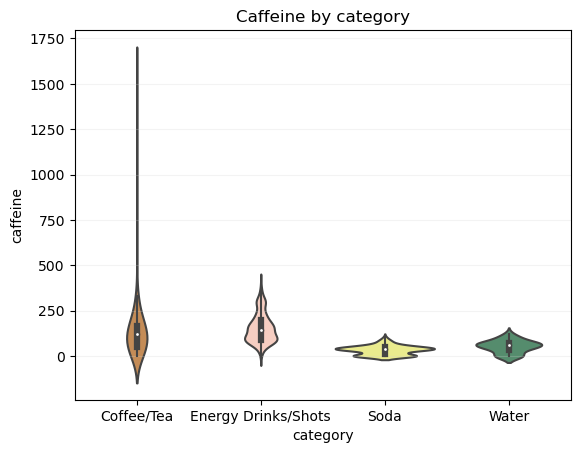 Caffeine by category
1750
1500
1250
1000
750
500
250
0
caffeine
Coffee/Tea
Energy Drinks/Shots
Soda
Water
category